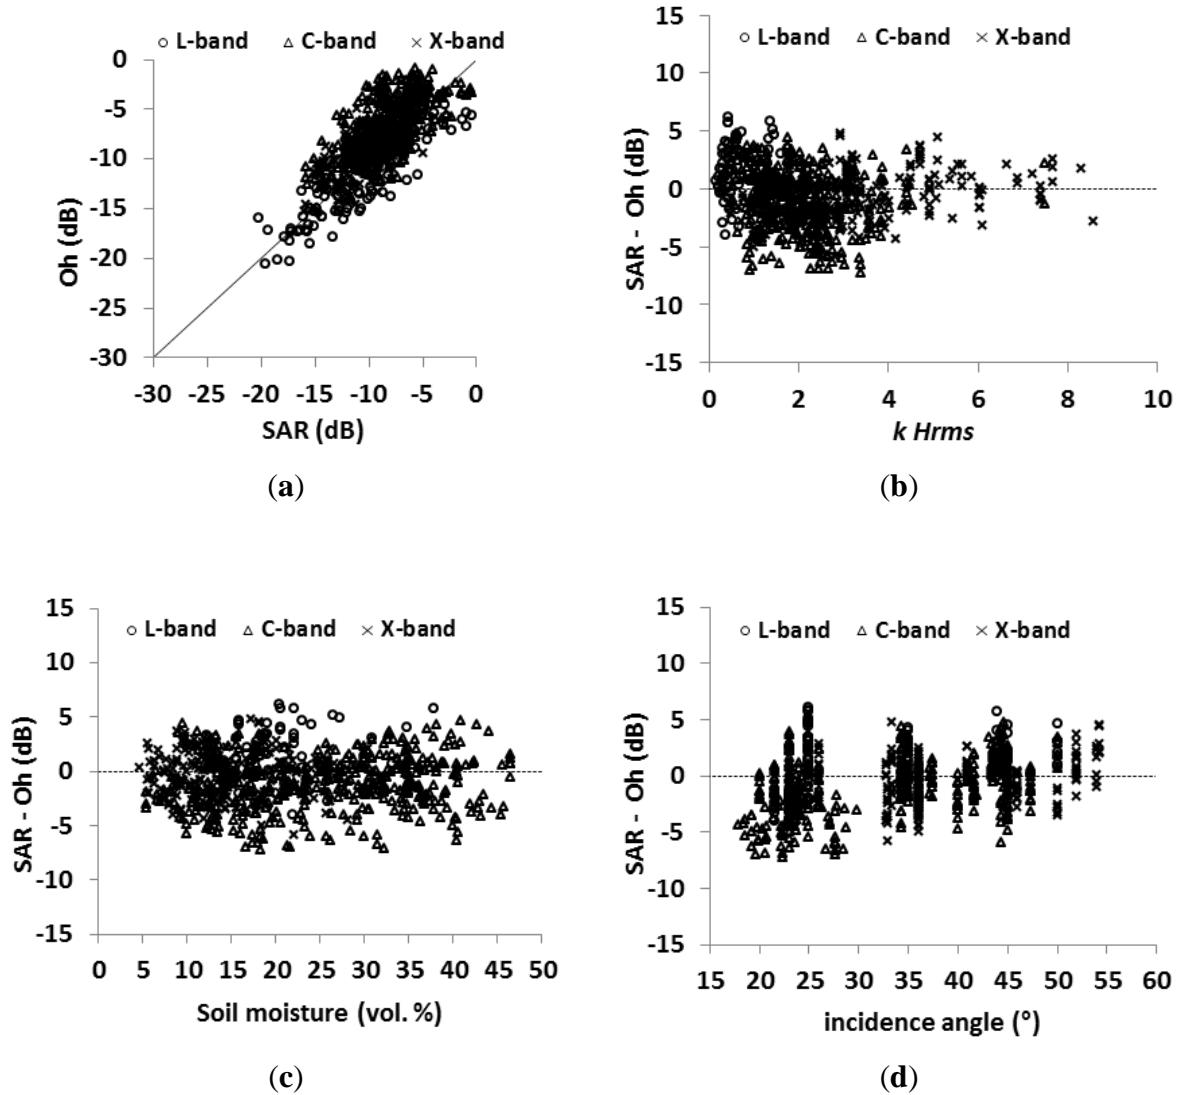 L-band C-band X-band
0
-5
-10
-15
-20
-25
-30
Oh (dB)
-30 -25 -20 -15 -10 -5 0
SAR (dB)
(a)
15
10
5
0
-5
-10
-15
SAR - Oh (dB)
L-band C-band X-band
0 2 4 6 8 10
k Hrms
(b)
15
10
5
0
-5
-10
-15
SAR - Oh (dB)
L-band C-band X-band
0 5 10 15 20 25 30 35 40 45 50
Soil moisture (vol. %)
(c)
15
10
5
0
-5
-10
-15
SAR - Oh (dB)
L-band C-band X-band
15 20 25 30 35 40 45 50 55 60
incidence angle (°)
(d)